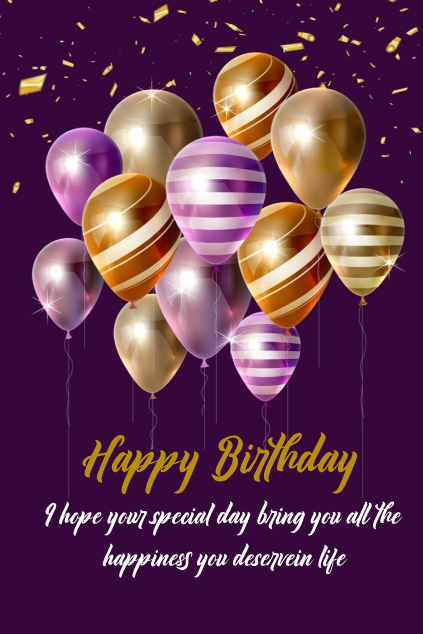 Happy Birthday
I hope your special day bring you all the
happiness you deservein life